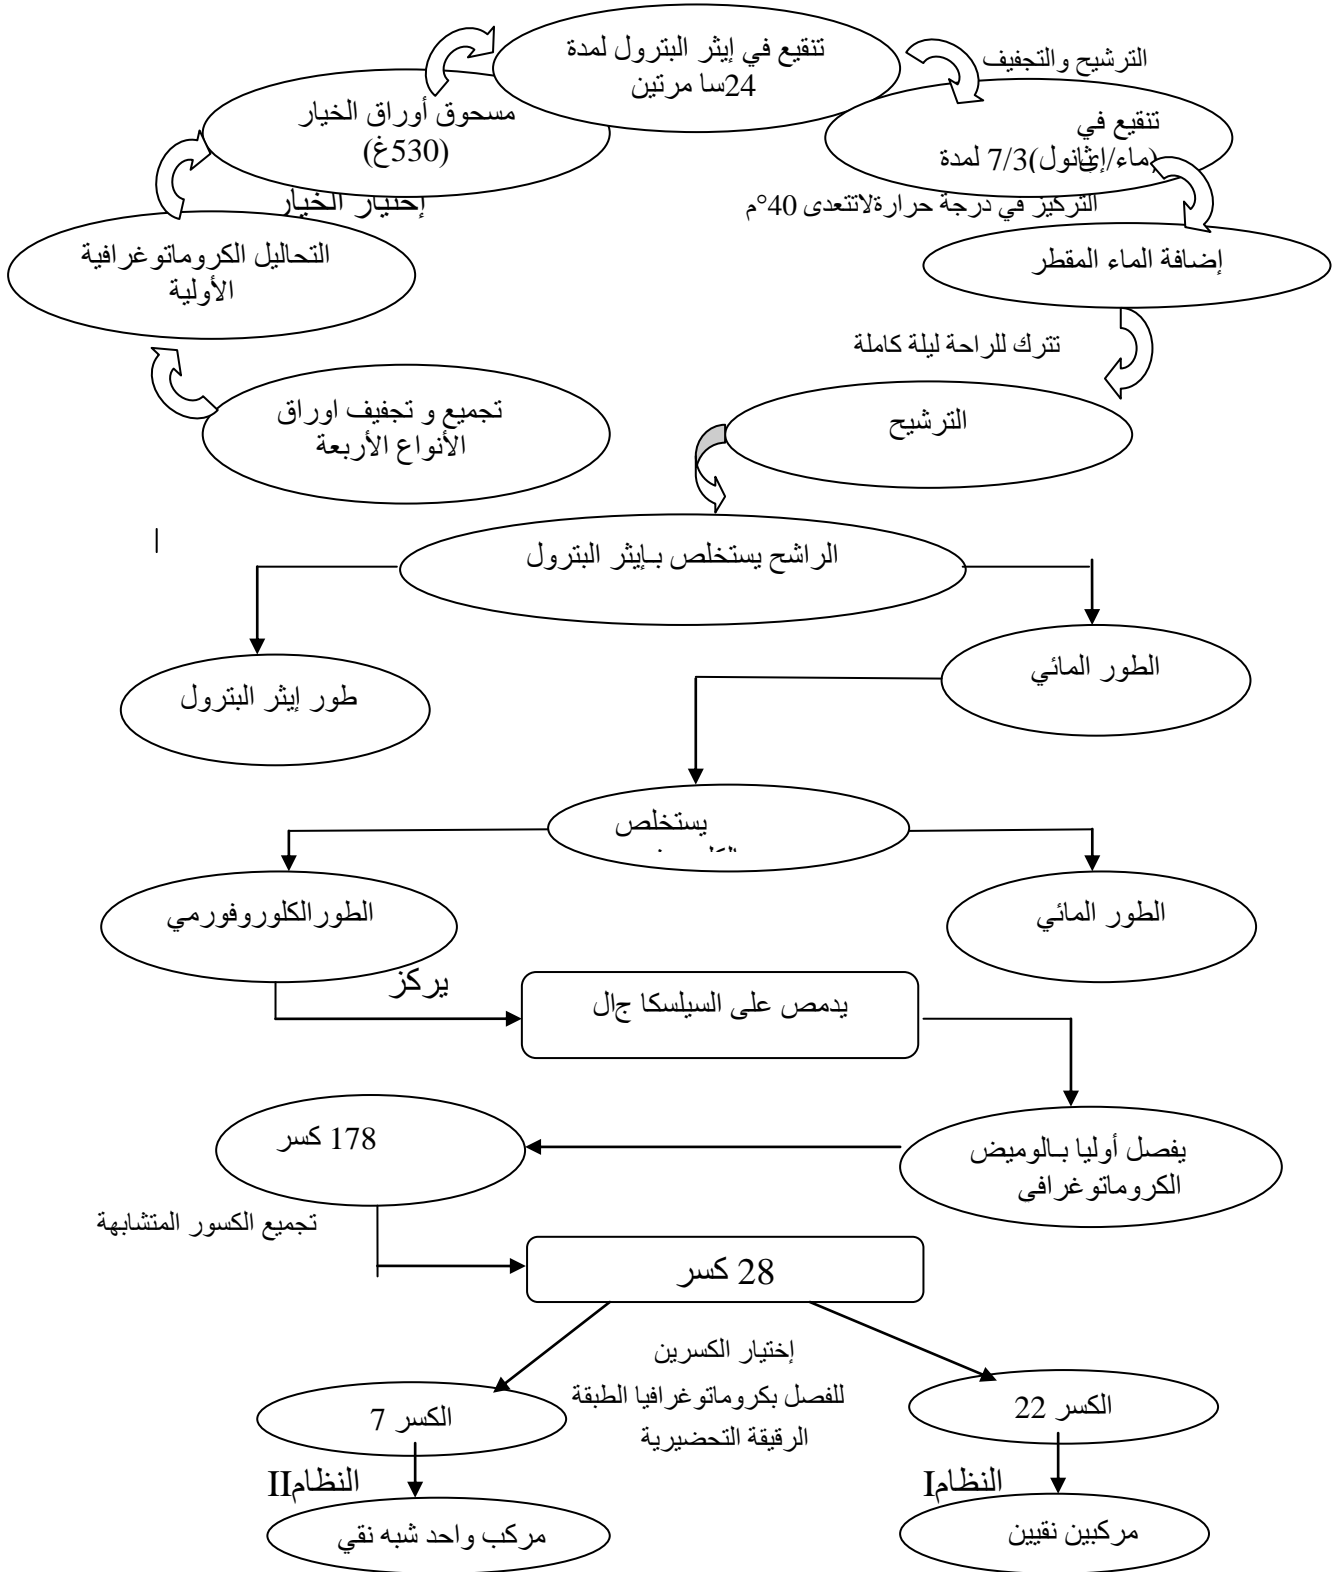 تنقيع في إيثر البترول لمدة
24سا مرتين
الترشيح والتجفيف
مسحوق أوراق الخيار
(530غ)
تنقيع في
(ماء/إيثانول)7/3 لمدة
إختيار الخيار
التركيز في درجة حرارةلاتتعدى 40°م
التحاليل الكروماتوغرافية
الأولية
إضافة الماء المقطر
تترك للراحة ليلة كاملة
تجميع و تجفيف اوراق
الأنواع الأربعة
الترشيح
الراشح يستخلص بإيثر البترول
الطور المائي
طور إيثر البترول
يستخلص
الطورالكلوروفورمي
الطور المائي
يركز
يدمص على السيلسكا جال
178 كسر
يفصل أوليا بالوميض
الكروماتوغرافي
تجميع الكسور المتشابهة
28 كسر
إختيار الكسرين
للفصل بكروماتوغرافيا الطبقة
الرقيقة التحضيرية
الكسر 22
الكسر 7
النظامI
النظامII
مركبين نقيين
مركب واحد شبه نقي